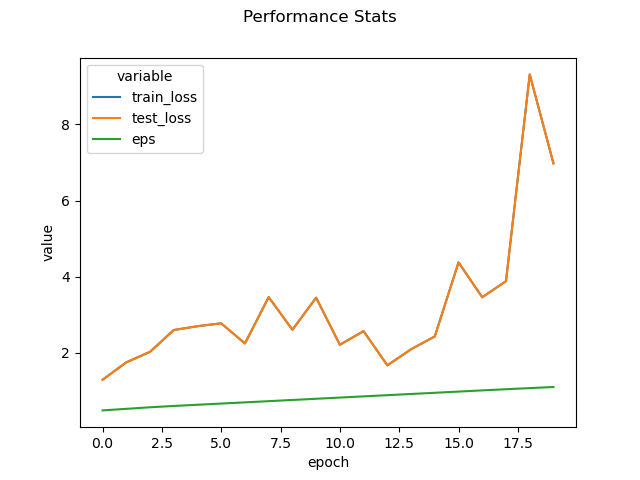 Performance Stats
variable
train_loss
test_loss
eps
value
8
6
4
2
0.0 2.5 5.0 7.5 10.0 12.5 15.0 17.5
epoch